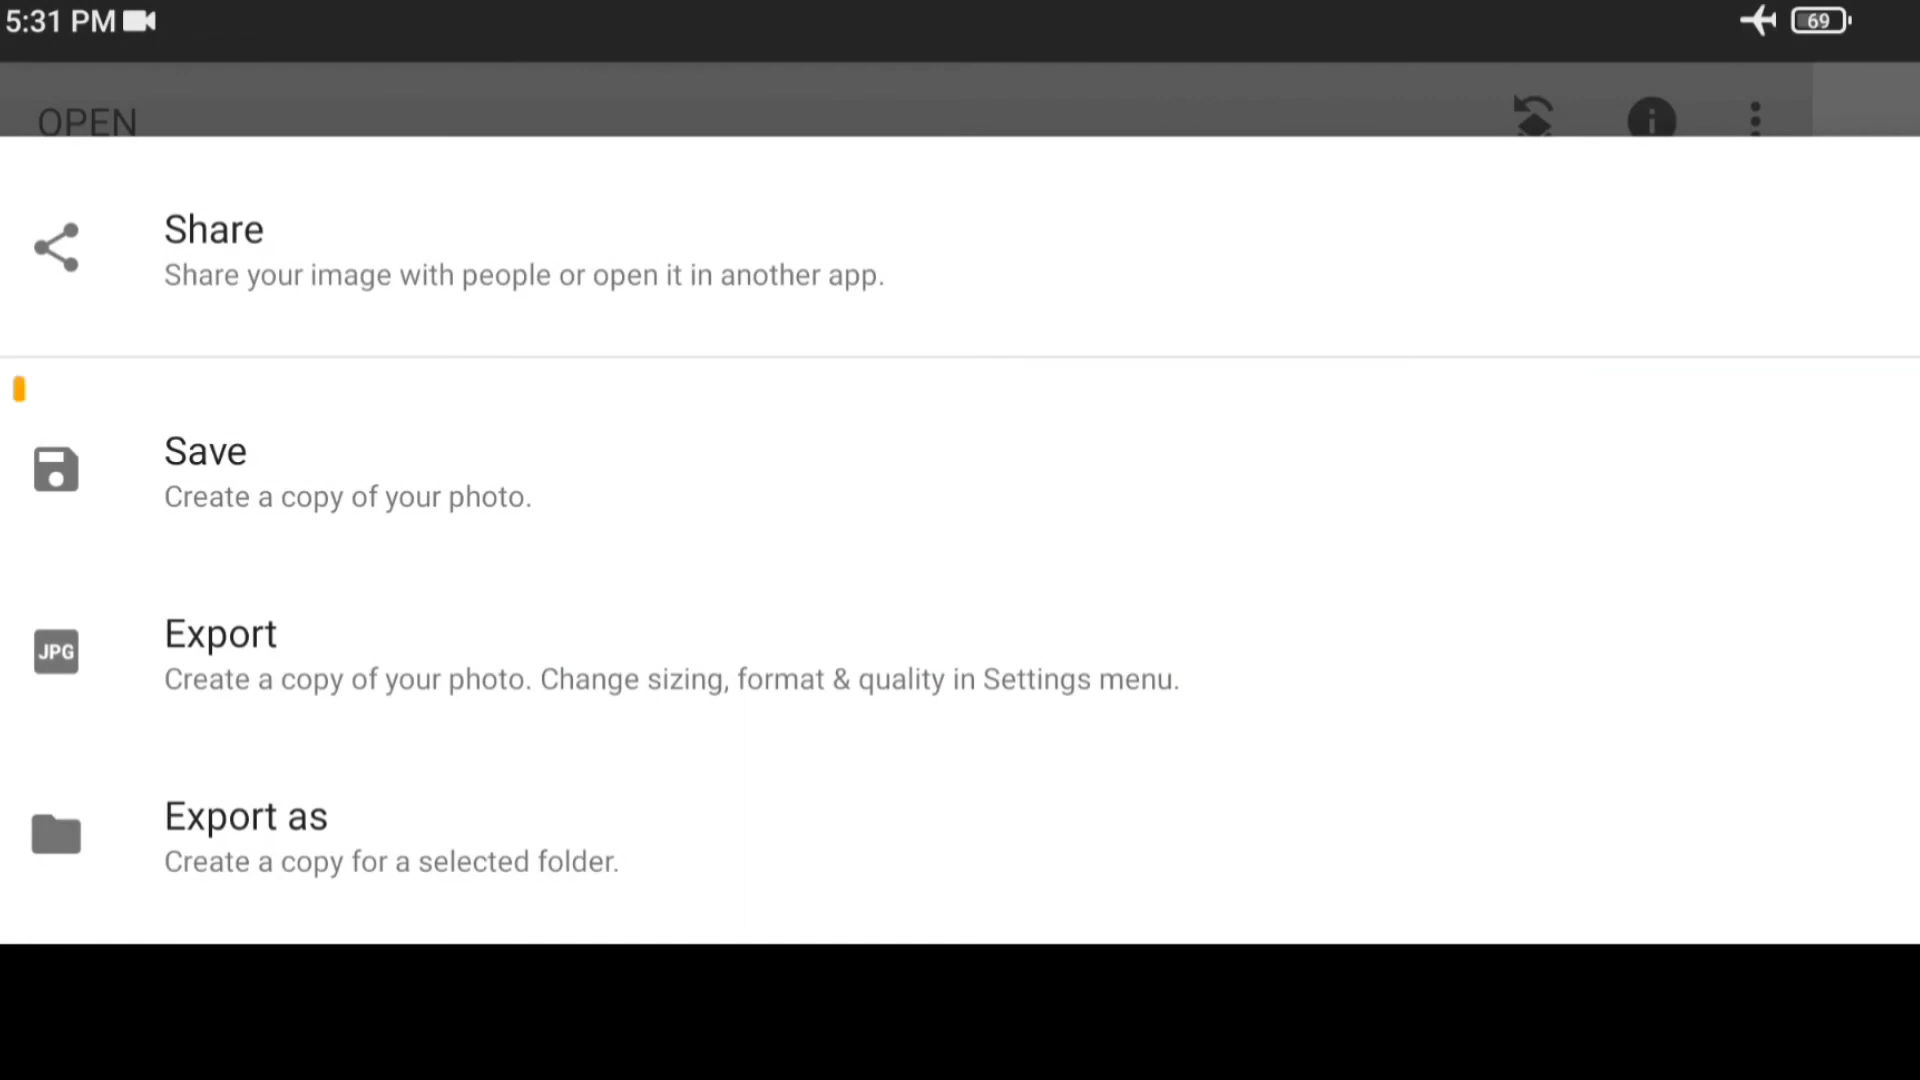 5:31 PM
69
OPEN
Share
Share your image with people or open it in another app.
Save
Create a copy of your photo.
JPG
Export
Create a copy of your photo. Change sizing, format & quality in Settings menu.
Export as
Create a copy for a selected folder.